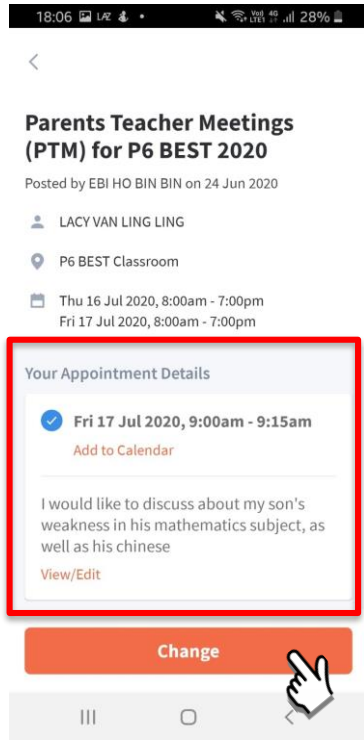 18:06 LAZ 28%
Parents Teacher Meetings
(PTM) for P6 BEST 2020
Posted by EBI HO BIN BIN on 24 Jun 2020
LACY VAN LING LING
P6 BEST Classroom
Thu 16 Jul 2020, 8:00am - 7:00pm
Fri 17 Jul 2020, 8:00am - 7:00pm
Your Appointment Details
Fri 17 Jul 2020, 9:00am - 9:15am
Add to Calendar
I would like to discuss about my son's
weakness in his mathematics subject, as
well as his chinese
View/Edit
Change